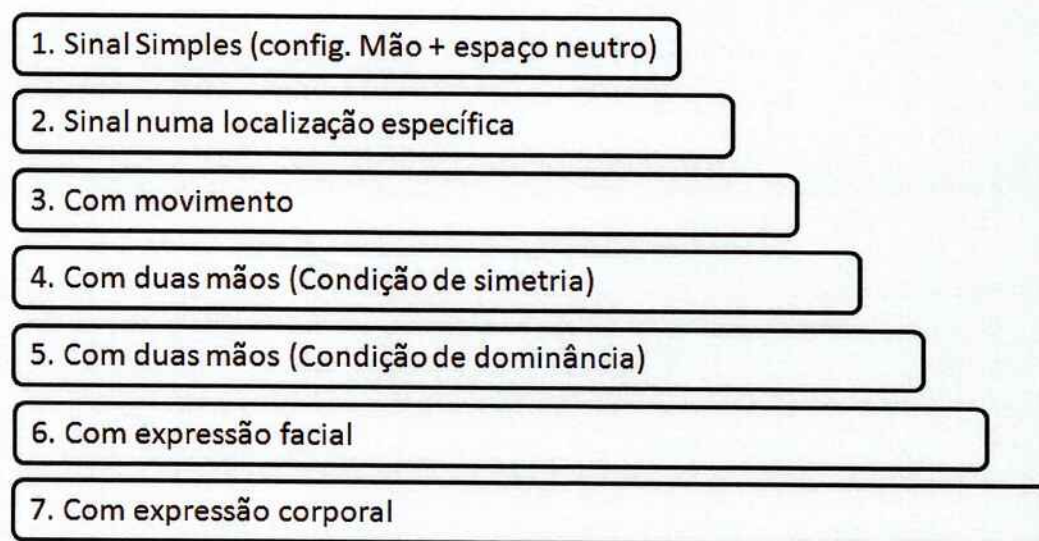 1. Sinal Simples (config. Mão + espaço neutro)
2. Sinal numa localização específica
3. Com movimento
4. Com duas mãos (Condição de simetria)
5. Com duas mãos (Condição de dominância)
6. Com expressão facial
7. Com expressão corporal